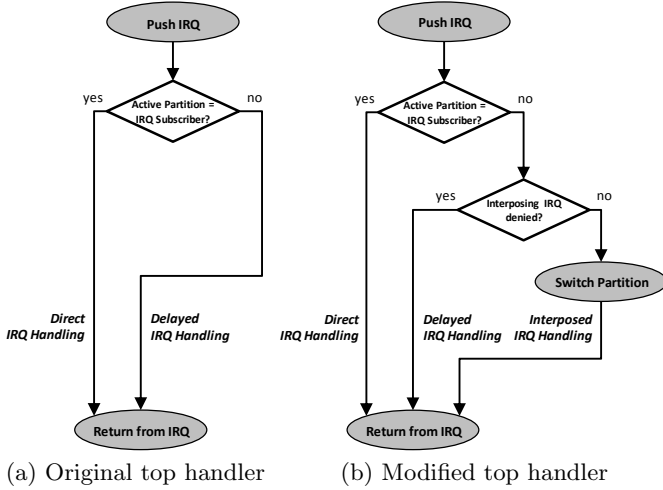 Push IRQ
yes
no
Active Partition =
IRQ Subscriber?
Direct
IRQ Handling
Delayed
IRQ Handling
Return from IRQ
(a) Original top handler
Push IRQ
yes
no
Active Partition =
IRQ Subscriber?
yes
no
Interposing IRQ
denied?
Switch Partition
Direct
IRQ Handling
Delayed
IRQ Handling
Interposed
IRQ Handling
Return from IRQ
(b) Modified top handler